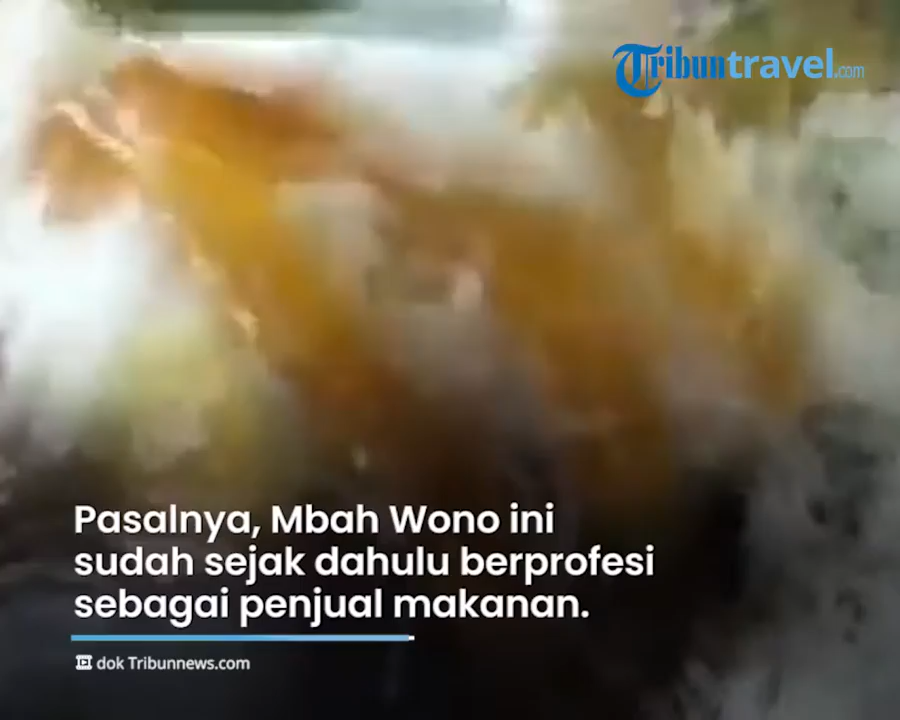 Tribuntravel.com
Pasalnya, Mbah Wono ini
sudah sejak dahulu berprofesi
sebagai penjual makanan.
dok Tribunnews.com